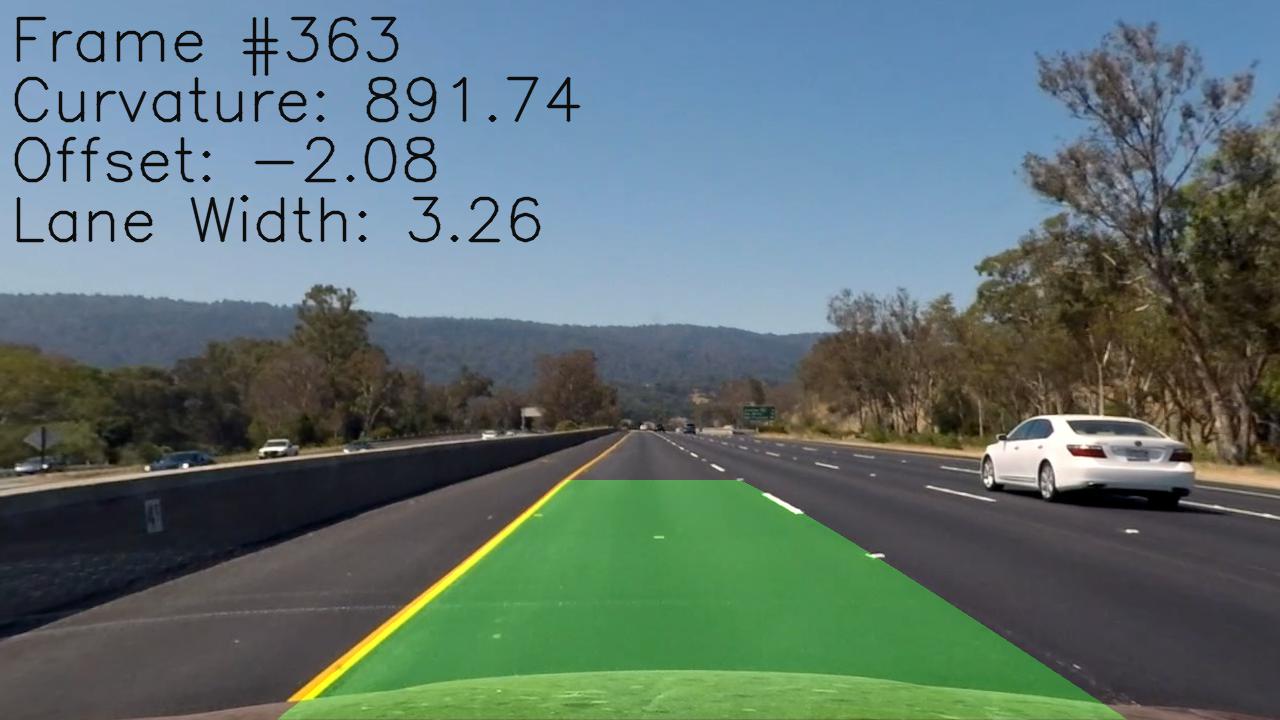 Frame #363
Curvature: 891.74
Offset: -2.08
Lane Width: 3.26